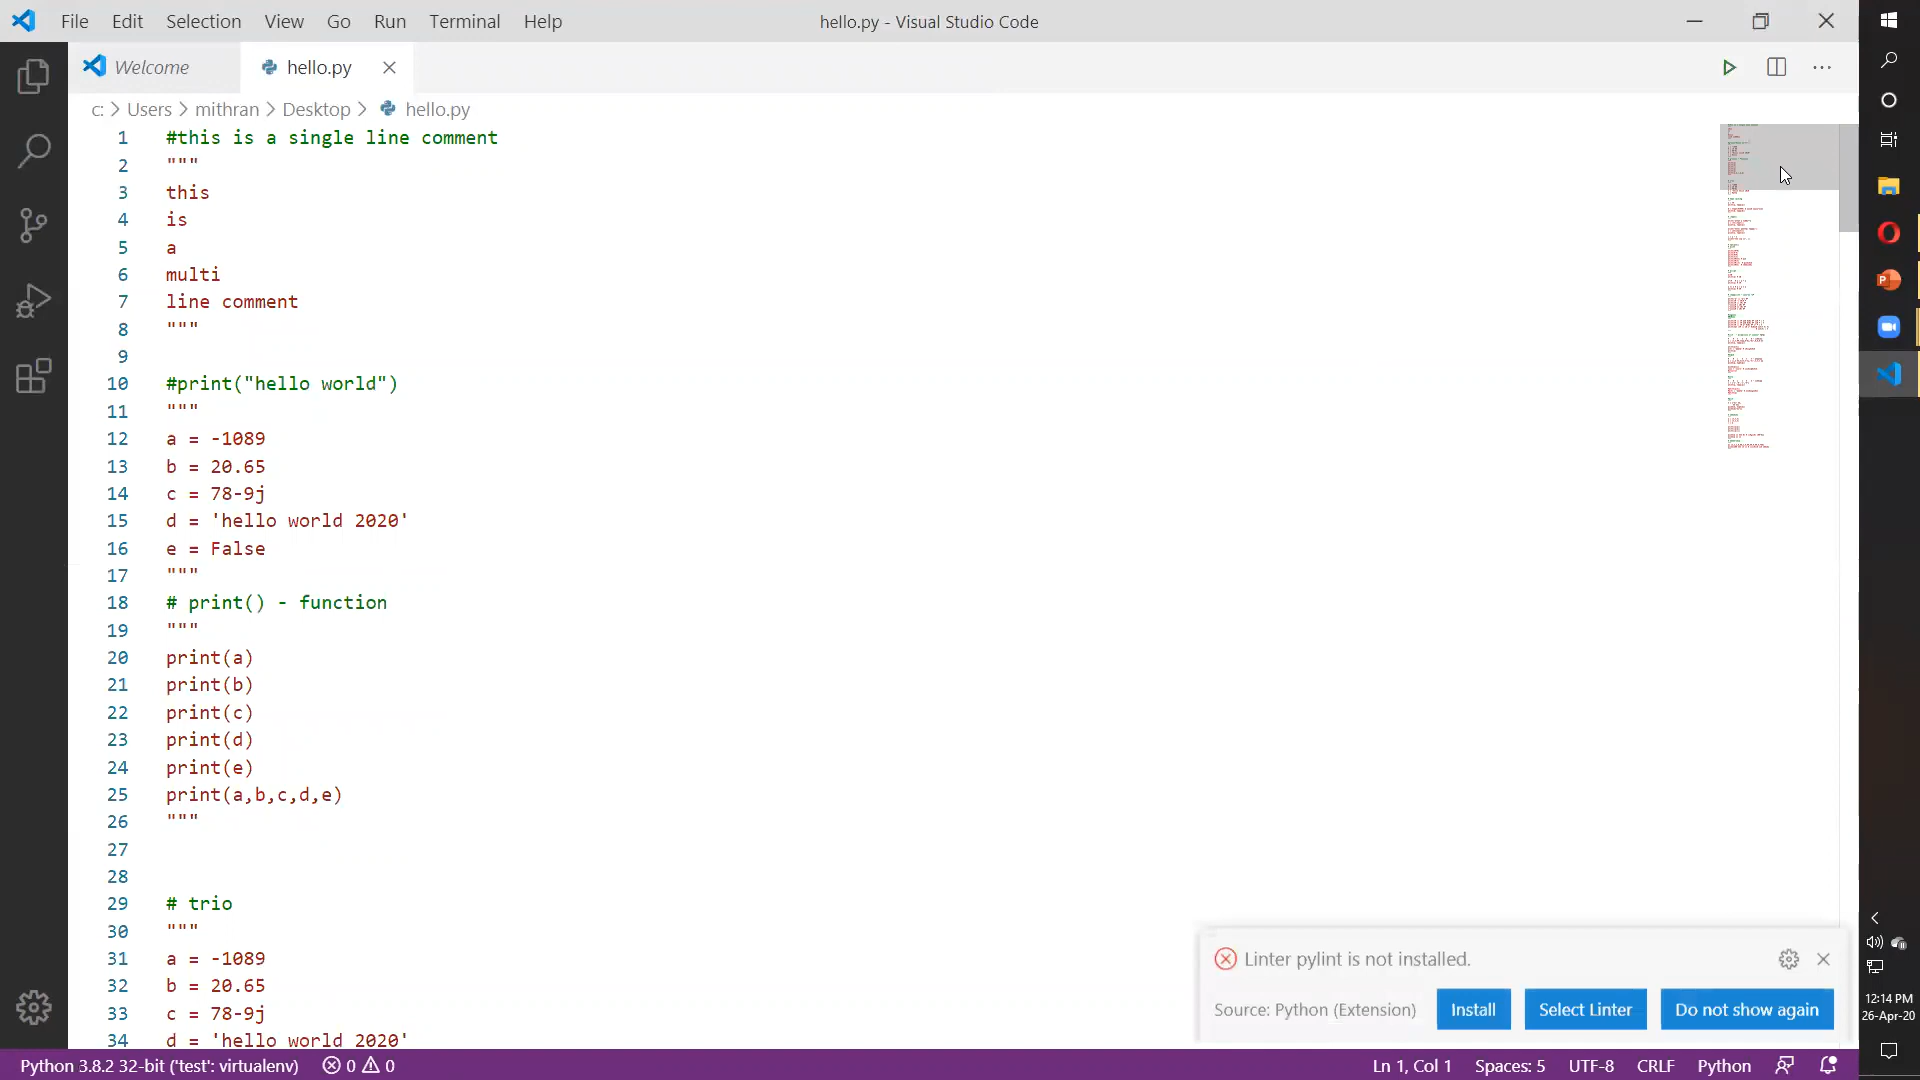 File Edit Selection View Go Run Terminal Help
hello.py - Visual Studio Code
Welcome
hello.py
c: > Users > mithran > Desktop > hello.py
1 #this is a single line comment
2 """
3 this
4 is
5 a
6 multi
7 line comment
8 """
9
10 #print("hello world")
11 """
12 a = -1089
13 b = 20.65
14 c = 78-9j
15 d = 'hello world 2020'
16 e = False
17 """
18 # print() - function
19 """
20 print(a)
21 print(b)
22 print(c)
23 print(d)
24 print(e)
25 print(a,b,c,d,e)
26 """
27
28
29 # trio
30 """
31 a = -1089
32 b = 20.65
33 c = 78-9j
34 d = 'hello world 2020'
Linter pylint is not installed.
Source: Python (Extension) Install Select Linter Do not show again
12:14 PM
26-Apr-20
Python 3.8.2 32-bit ('test': virtualenv) 0 0 Ln 1, Col 1 Spaces: 5 UTF-8 CRLF Python